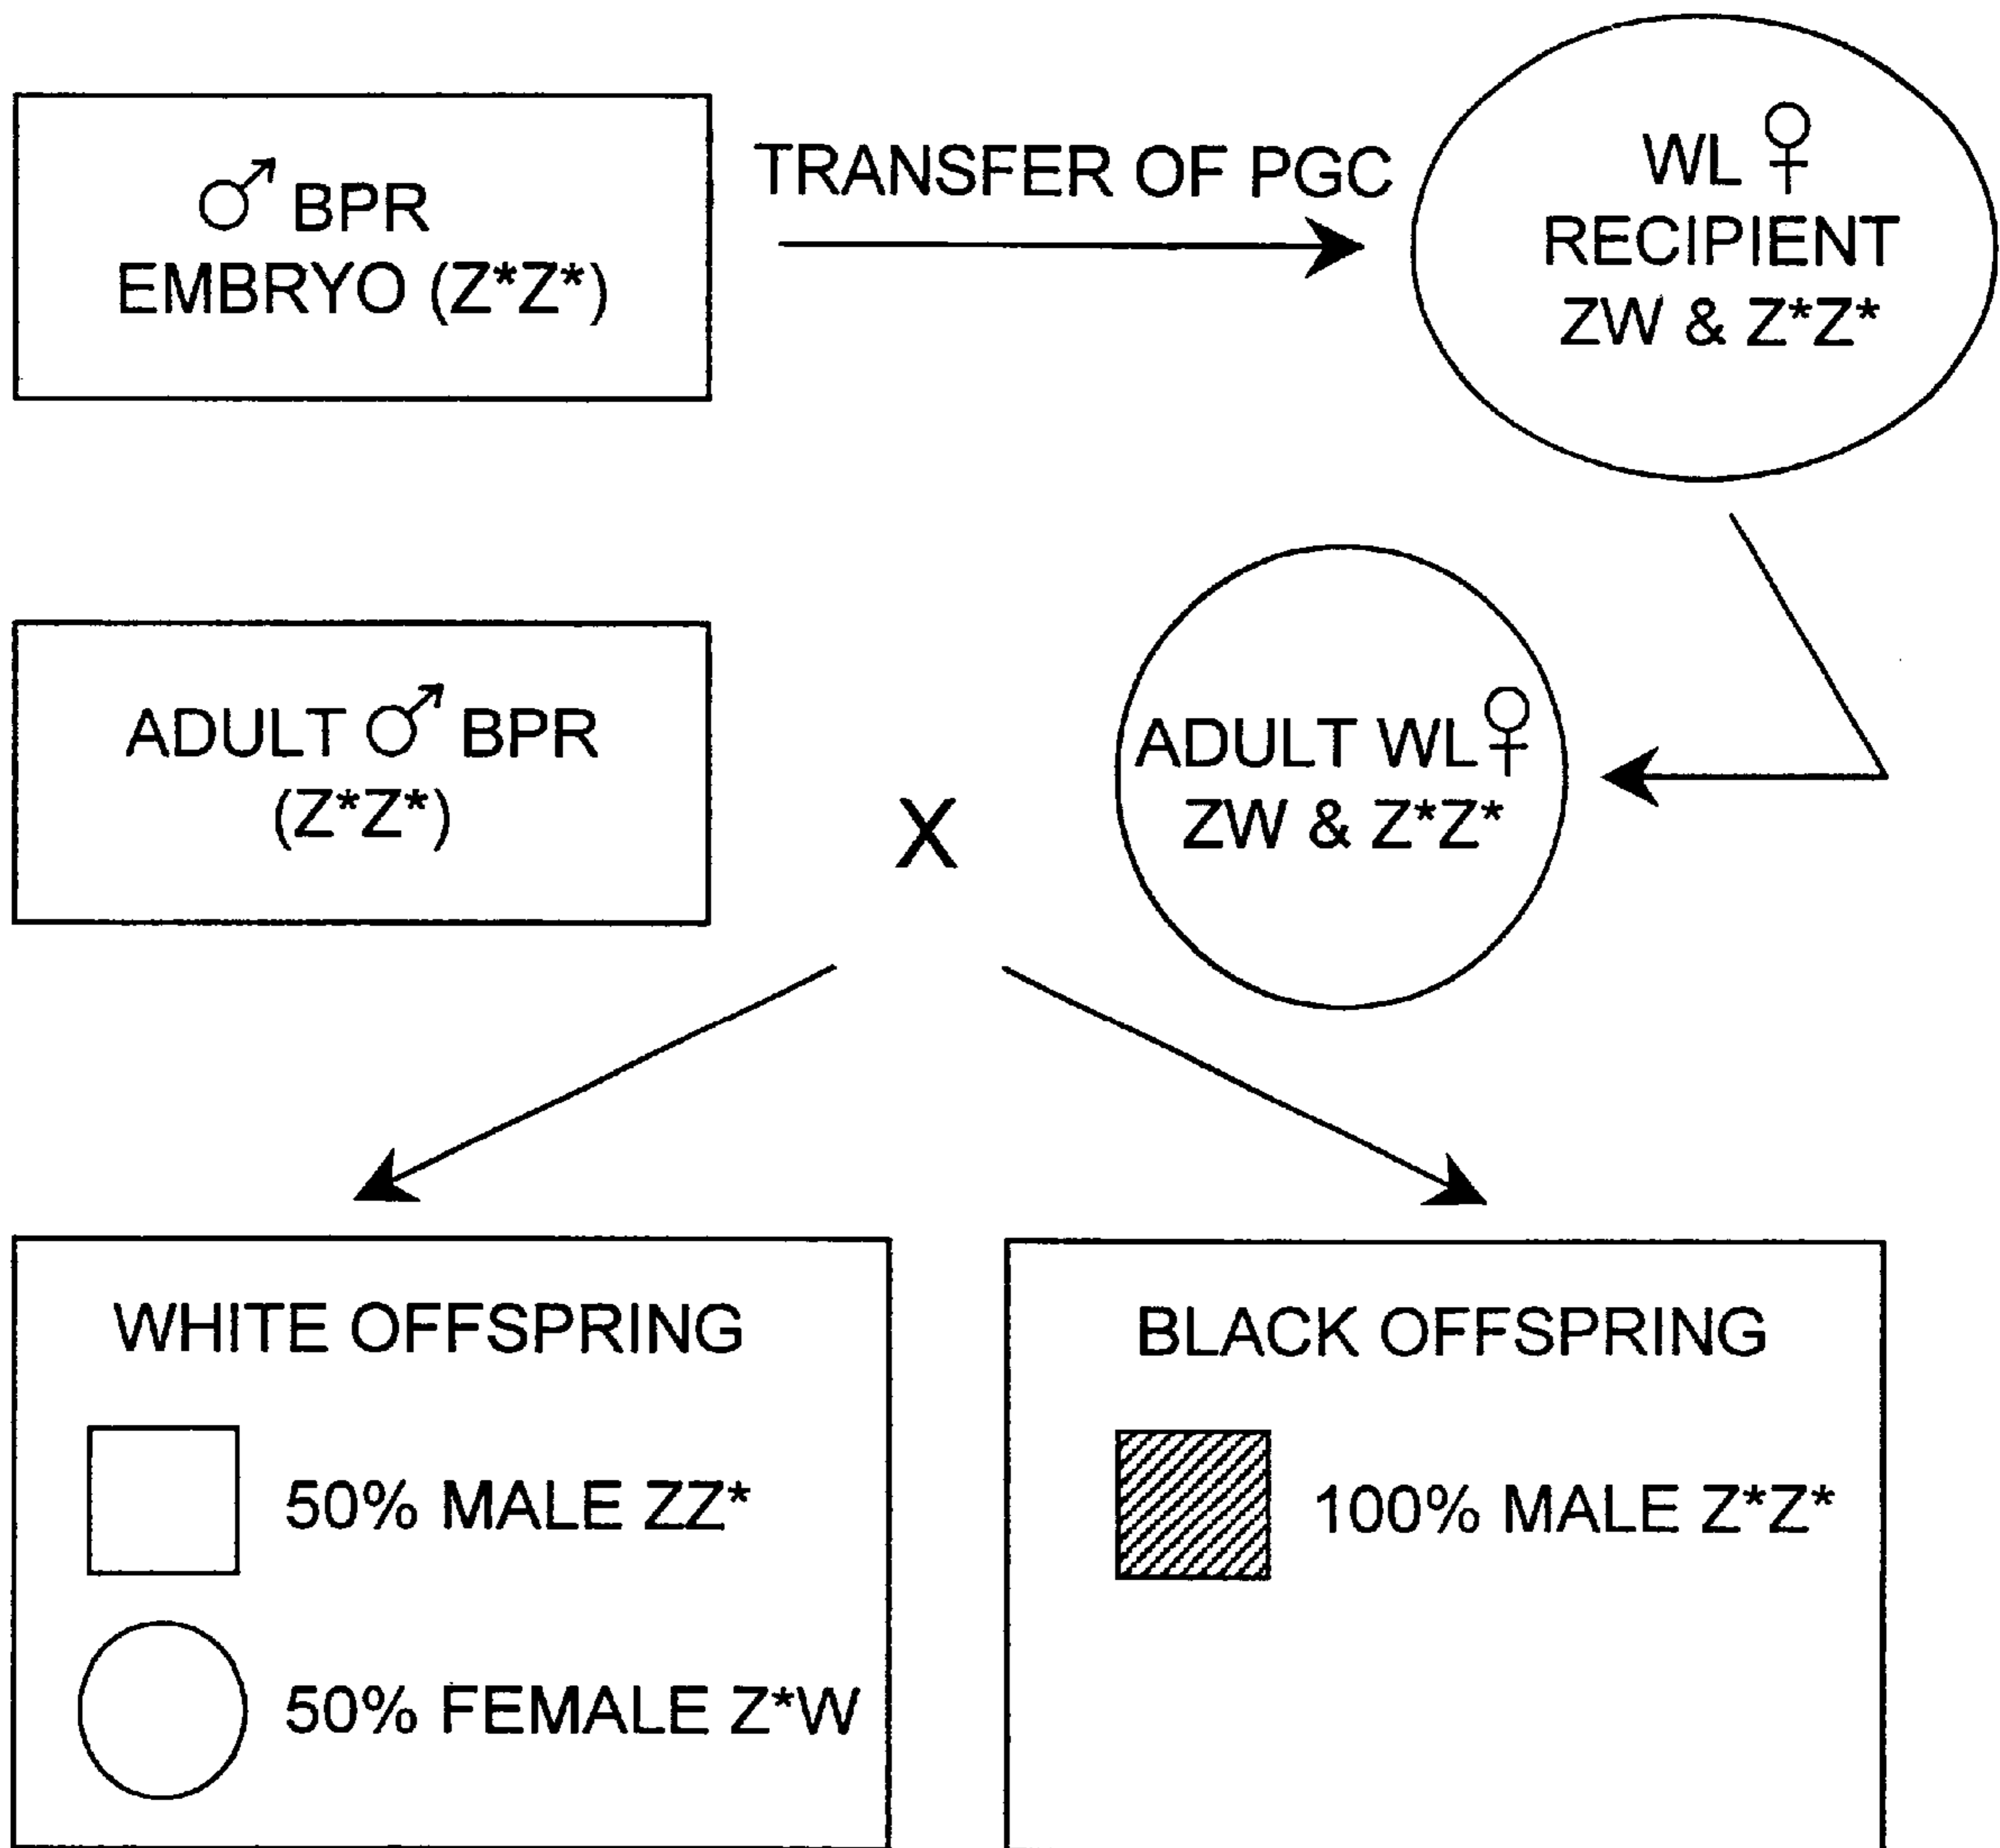 ♂ BPR
EMBRYO (Z*Z*)
TRANSFER OF PGC
WL ♀
RECIPIENT
ZW & Z*Z*
ADULT ♂ BPR
(Z*Z*)
X
ADULT WL ♀
ZW & Z*Z*
WHITE OFFSPRING
50% MALE ZZ*
50% FEMALE Z*W
BLACK OFFSPRING
100% MALE Z*Z*